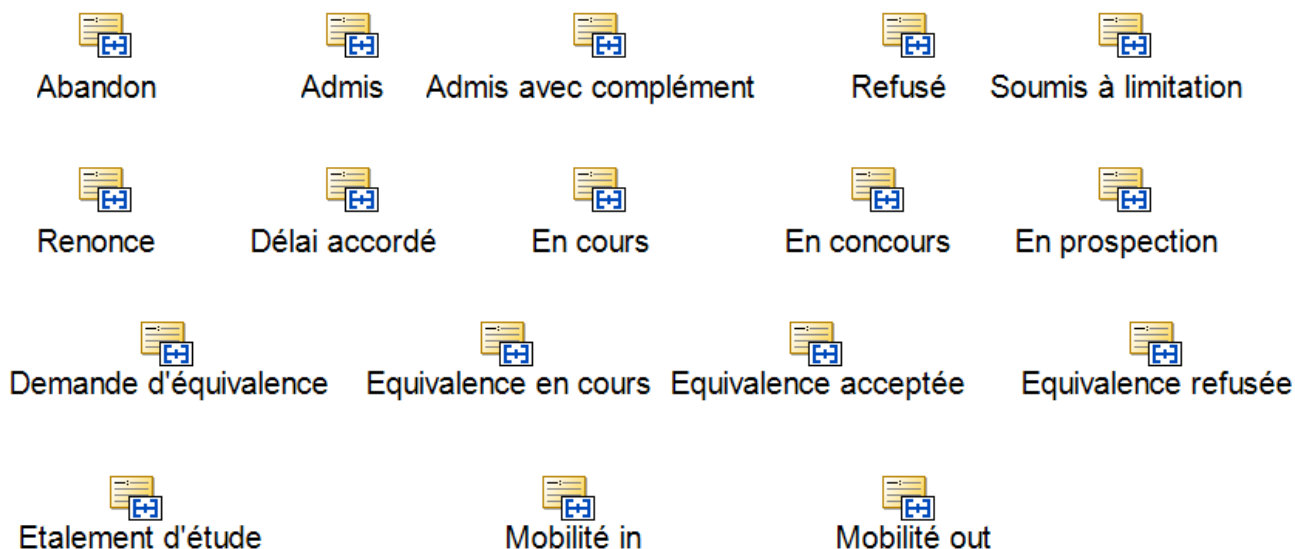 Abandon Admis Admis avec complément Refusé Soumis à limitation
Renonce Délai accordé En cours En concours En prospection
Demande d'équivalence Equivalence en cours Equivalence acceptée Equivalence refusée
Etalement d'étude Mobilité in Mobilité out